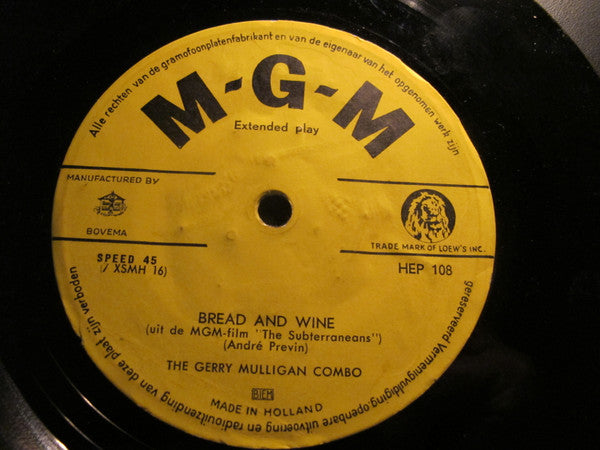 Alle rechten van de gramofoonplatenfabrikant en van de eigenaar van het opgenomen werk zijn
M-G-M
Extended play
MANUFACTURED BY
BOVEMA
TRADE MARK OF LOEW'S INC.
SPEED 45
(7 XSMH 16)
HEP 108
BREAD AND WINE
(uit de MGM-film "The Subterraneans")
(André Previn)
THE GERRY MULLIGAN COMBO
BIEM
MADE IN HOLLAND
gereserveerd Vermenigvuldiging openbare uitvoering en radiouitzending van deze plaat zijn verboden